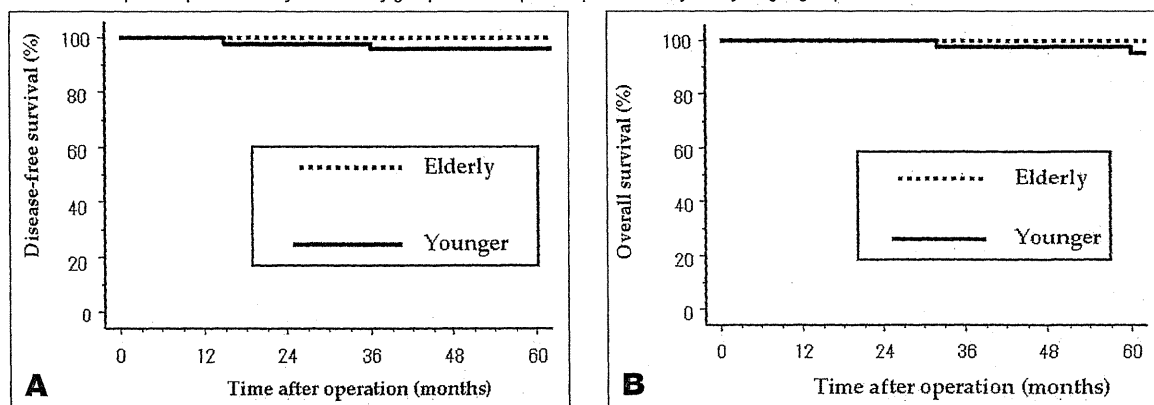 Disease-free survival (%)
100
80
60
40
20
0
Elderly
Younger
0 12 24 36 48 60
Time after operation (months)
A
Overall survival (%)
100
80
60
40
20
0
Elderly
Younger
0 12 24 36 48 60
Time after operation (months)
B